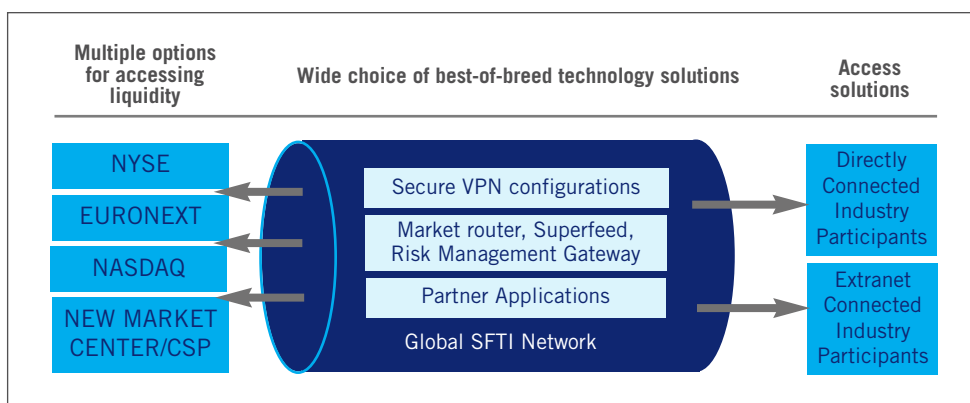 Multiple options
for accessing
liquidity
Wide choice of best-of-breed technology solutions
Access
solutions
NYSE
EURONEXT
NASDAQ
NEW MARKET
CENTER/CSP
Secure VPN configurations
Market router, Superfeed,
Risk Management Gateway
Partner Applications
Global SFTI Network
Directly
Connected
Industry
Participants
Extranet
Connected
Industry
Participants